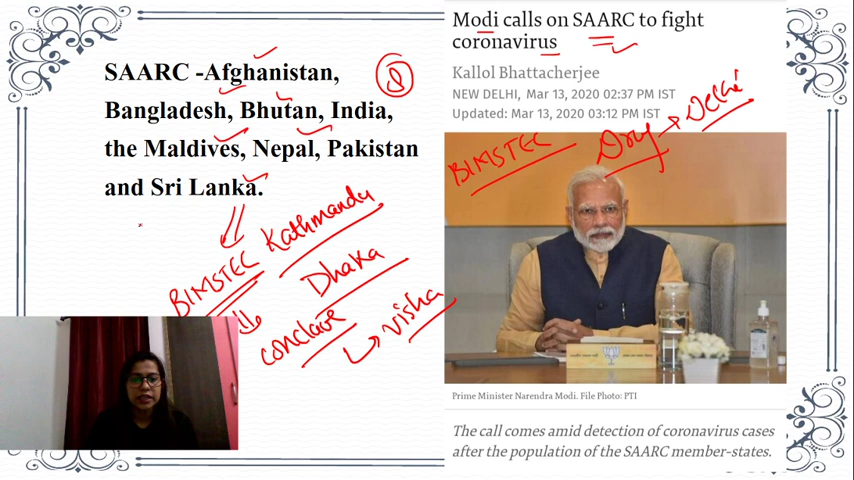 SAARC -Afghanistan,
Bangladesh, Bhutan, India,
the Maldives, Nepal, Pakistan
and Sri Lanka.
8
BIMSTEC
Kathmandu
Dhaka
conclave
Modi calls on SAARC to fight
coronavirus
Kallol Bhattacherjee
NEW DELHI, Mar 13, 2020 02:37 PM IST
Updated: Mar 13, 2020 03:12 PM IST
BIMSTEC
Delhi
Prime Minister Narendra Modi. File Photo: PTI
The call comes amid detection of coronavirus cases
after the population of the SAARC member-states.